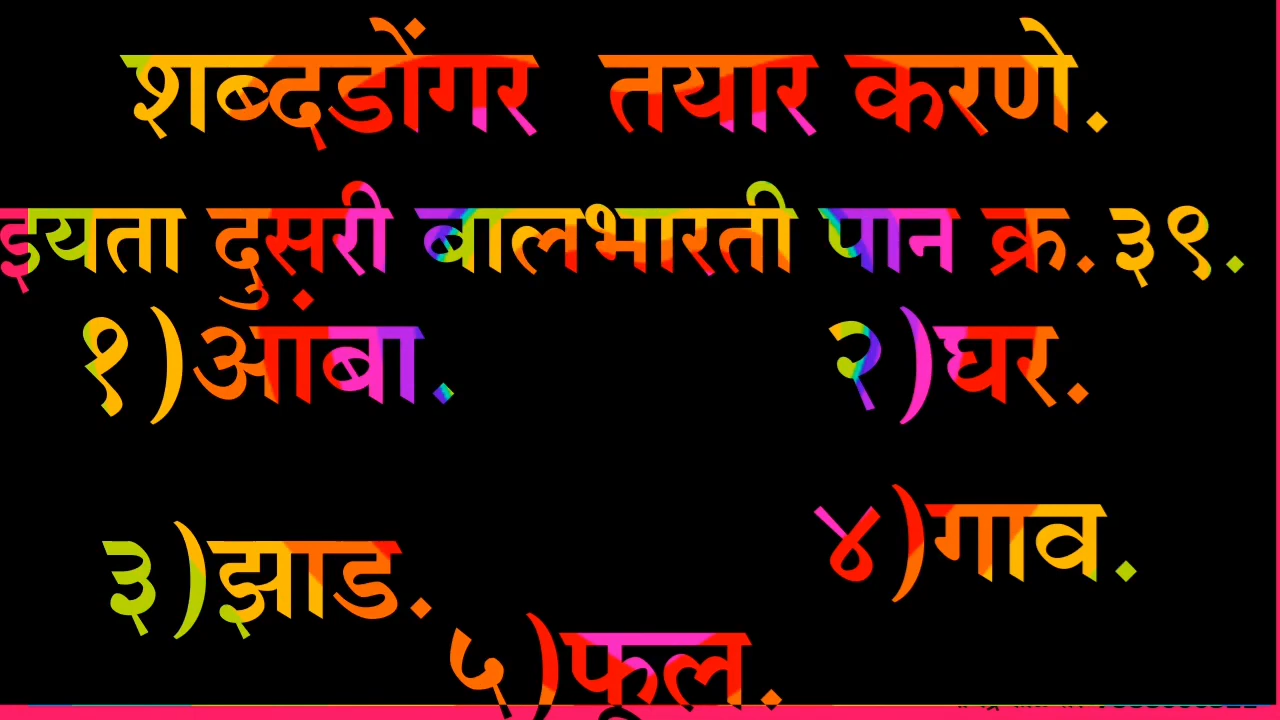 शब्दडोंगर तयार करणे.
इयता दुसरी बालभारती पान क्र.३९.
१)आंबा. २)घर.
३)झाड. ४)गाव.
५)फूल.